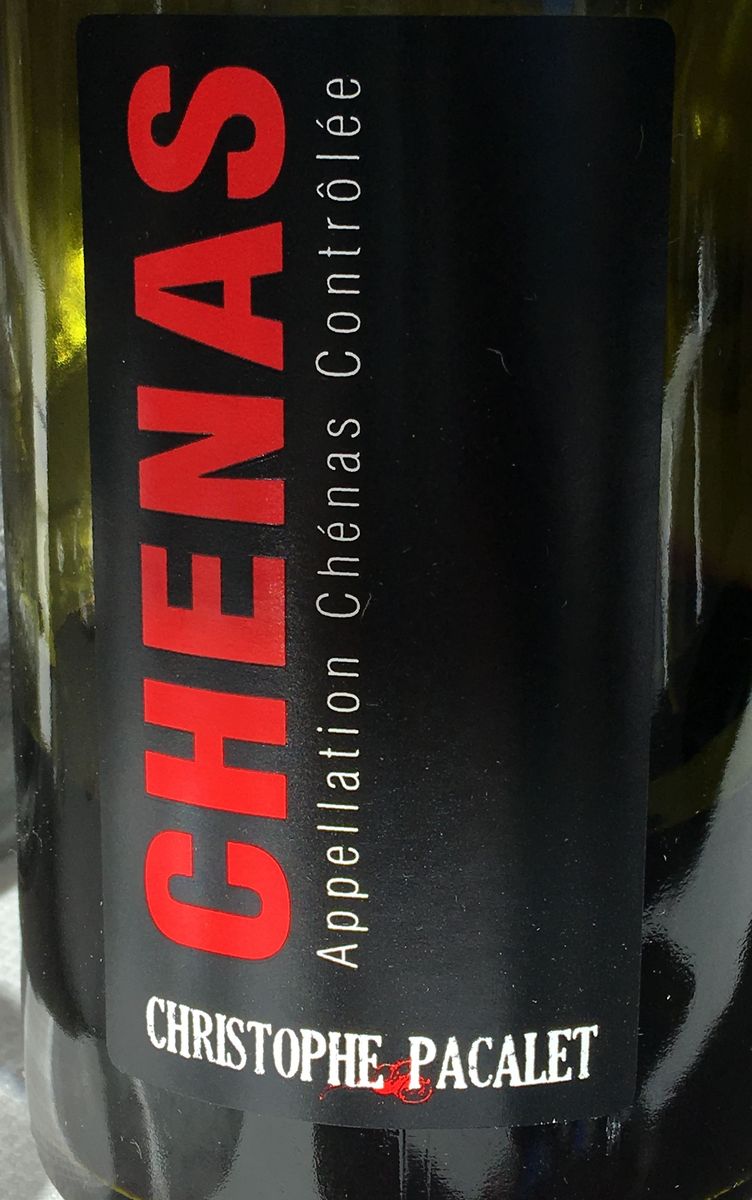 CHENAS
Appellation Chénas Contrôlée
CHRISTOPHE PACALET